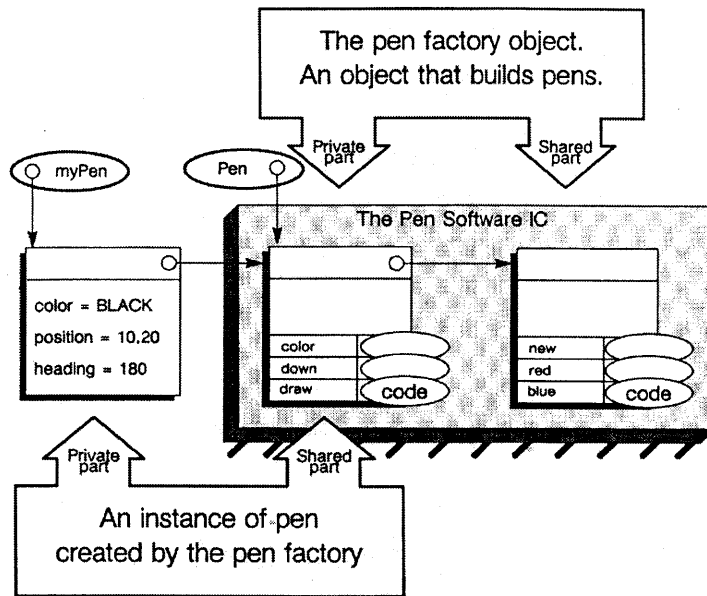 The pen factory object.
An object that builds pens.
Private
part
Shared
part
myPen
Pen
The Pen Software IC
color = BLACK
position = 10,20
heading = 180
color
down
draw
code
new
red
blue
code
Private
part
Shared
part
An instance of pen
created by the pen factory